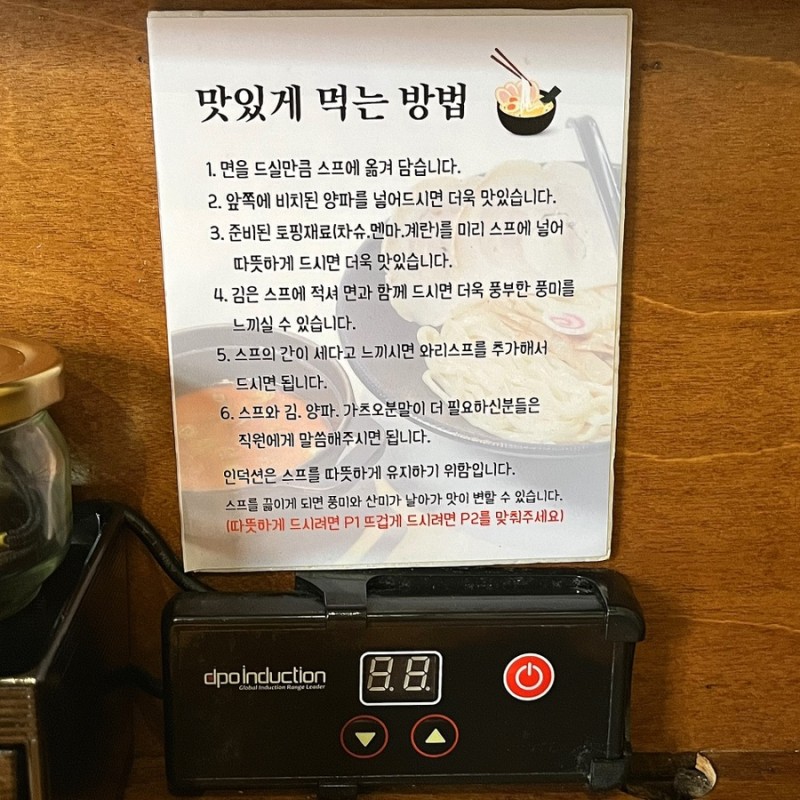 맛있게 먹는 방법
1. 면을 드실만큼 스프에 옮겨 담습니다.
2. 앞쪽에 비치된 양파를 넣어드시면 더욱 맛있습니다.
3. 준비된 토핑재료(차슈.멘마.계란)를 미리 스프에 넣어
따뜻하게 드시면 더욱 맛있습니다.
4. 김은 스프에 적셔 면과 함께 드시면 더욱 풍부한 풍미를
느끼실 수 있습니다.
5. 스프의 간이 세다고 느끼시면 와리스프를 추가해서
드시면 됩니다.
6. 스프와 김. 양파. 가츠오분말이 더 필요하신분들은
직원에게 말씀해주시면 됩니다.
인덕션은 스프를 따뜻하게 유지하기 위함입니다.
스프를 끓이게 되면 풍미와 산미가 날아가 맛이 변할 수 있습니다.
(따뜻하게 드시려면 P1 뜨겁게 드시려면 P2를 맞춰주세요)
dpo induction
Global Induction Range Leader